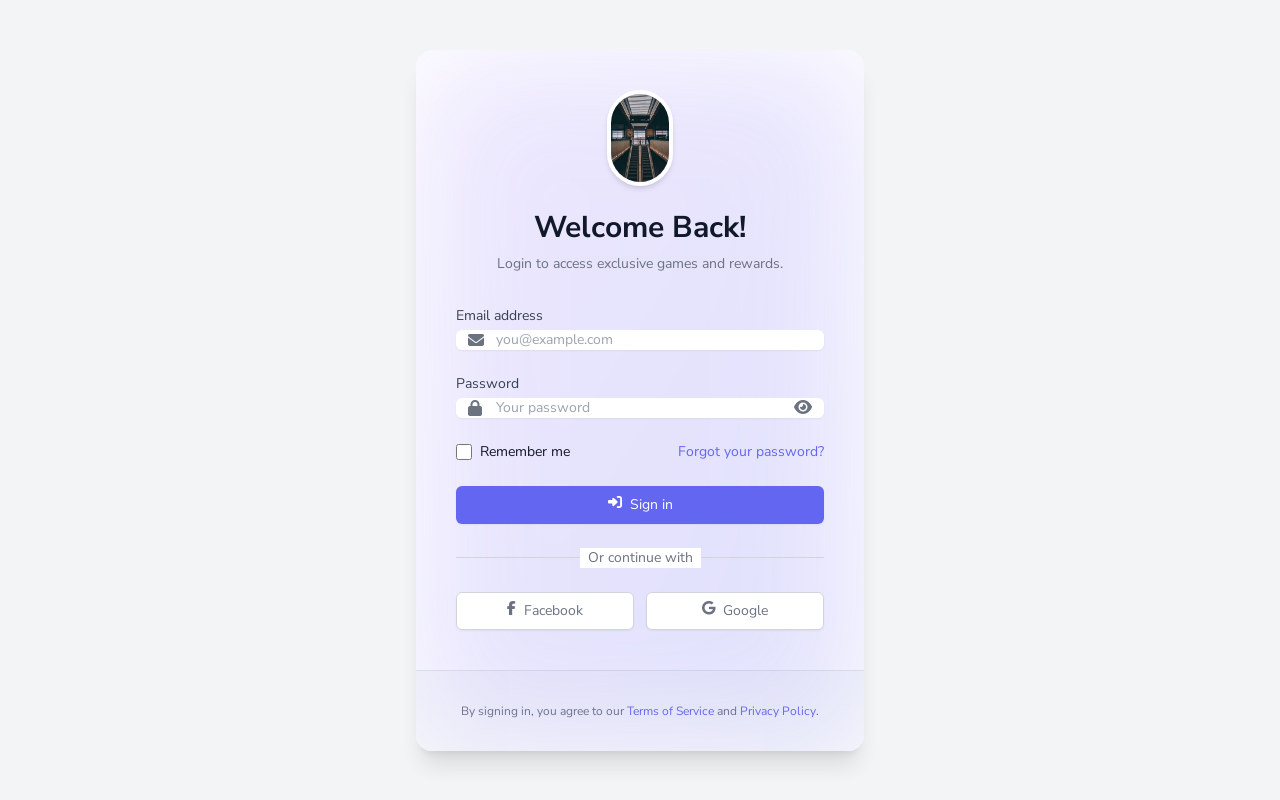 Welcome Back!
Login to access exclusive games and rewards.
Email address
you@example.com
Password
Your password
Remember me
Forgot your password?
Sign in
Or continue with
Facebook
Google
By signing in, you agree to our Terms of Service and Privacy Policy.